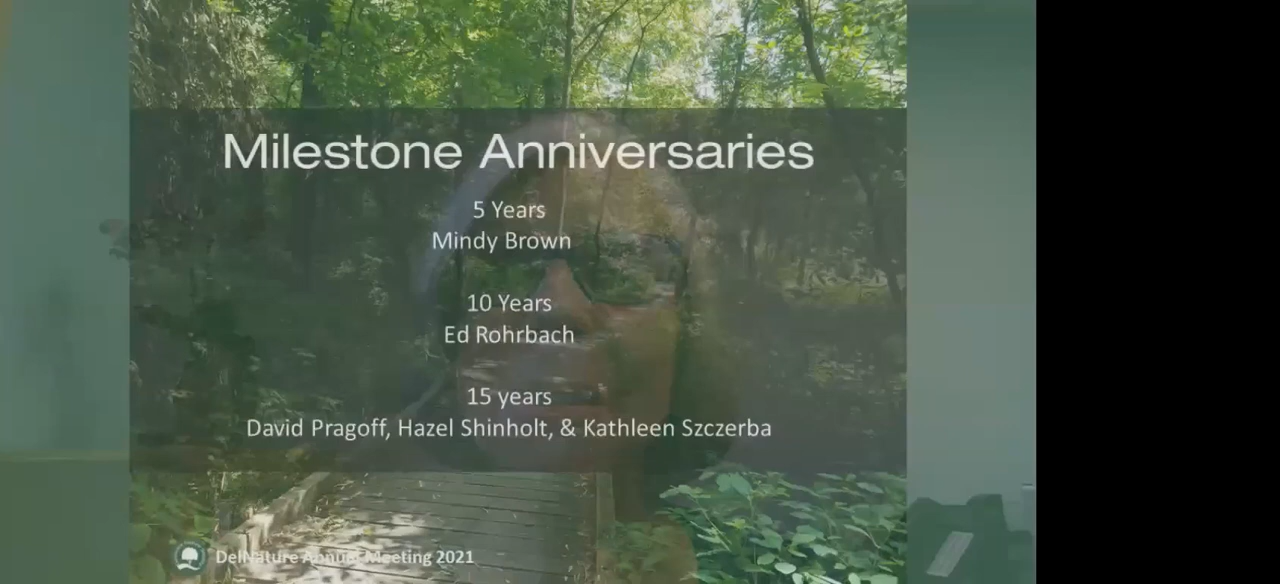 Milestone Anniversaries
5 Years
Mindy Brown
10 Years
Ed Rohrbach
15 years
David Pragoff, Hazel Shinholt, & Kathleen Szczerba
DelNature Annual Meeting 2021